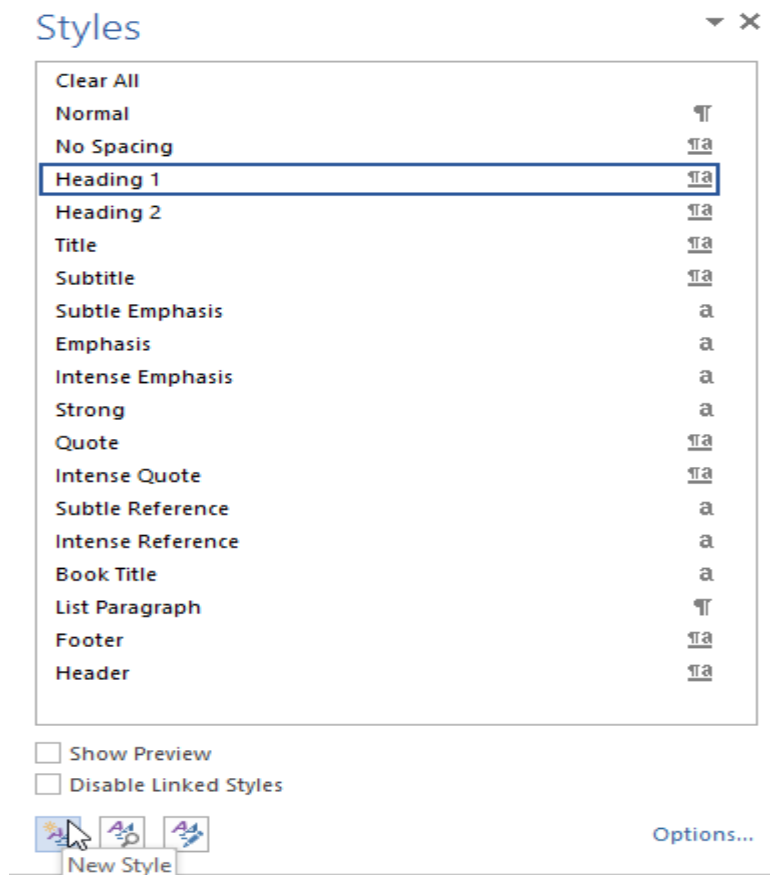 Styles
Clear All
Normal ¶
No Spacing ¶a
Heading 1 ¶a
Heading 2 ¶a
Title ¶a
Subtitle ¶a
Subtle Emphasis a
Emphasis a
Intense Emphasis a
Strong a
Quote ¶a
Intense Quote ¶a
Subtle Reference a
Intense Reference a
Book Title a
List Paragraph ¶
Footer ¶a
Header ¶a
Show Preview
Disable Linked Styles
Options...
New Style